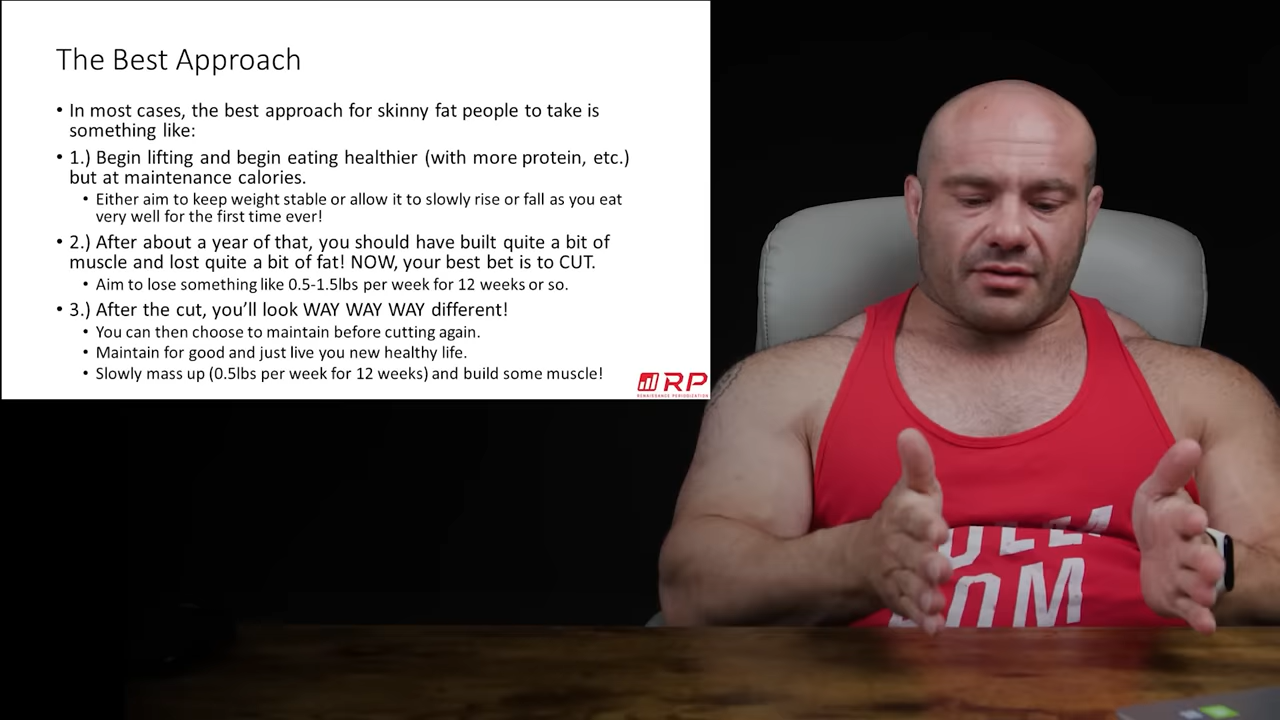 The Best Approach
• In most cases, the best approach for skinny fat people to take is
something like:
• 1.) Begin lifting and begin eating healthier (with more protein, etc.)
but at maintenance calories.
• Either aim to keep weight stable or allow it to slowly rise or fall as you eat
very well for the first time ever!
• 2.) After about a year of that, you should have built quite a bit of
muscle and lost quite a bit of fat! NOW, your best bet is to CUT.
• Aim to lose something like 0.5-1.5lbs per week for 12 weeks or so.
• 3.) After the cut, you’ll look WAY WAY WAY different!
• You can then choose to maintain before cutting again.
• Maintain for good and just live you new healthy life.
• Slowly mass up (0.5lbs per week for 12 weeks) and build some muscle!
RP
RENAISSANCE PERIODIZATION